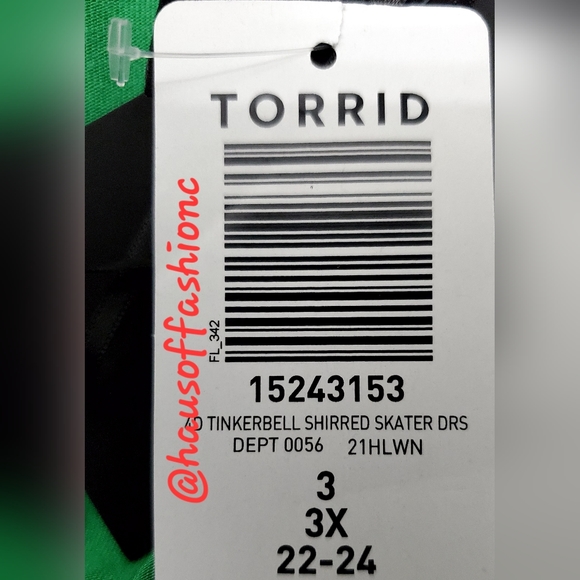 TORRID
FL_342
15243153
TINKERBELL SHIRRED SKATER DRS
DEPT 0056 21HLWN
3
3X
22-24
@hausoffashionc